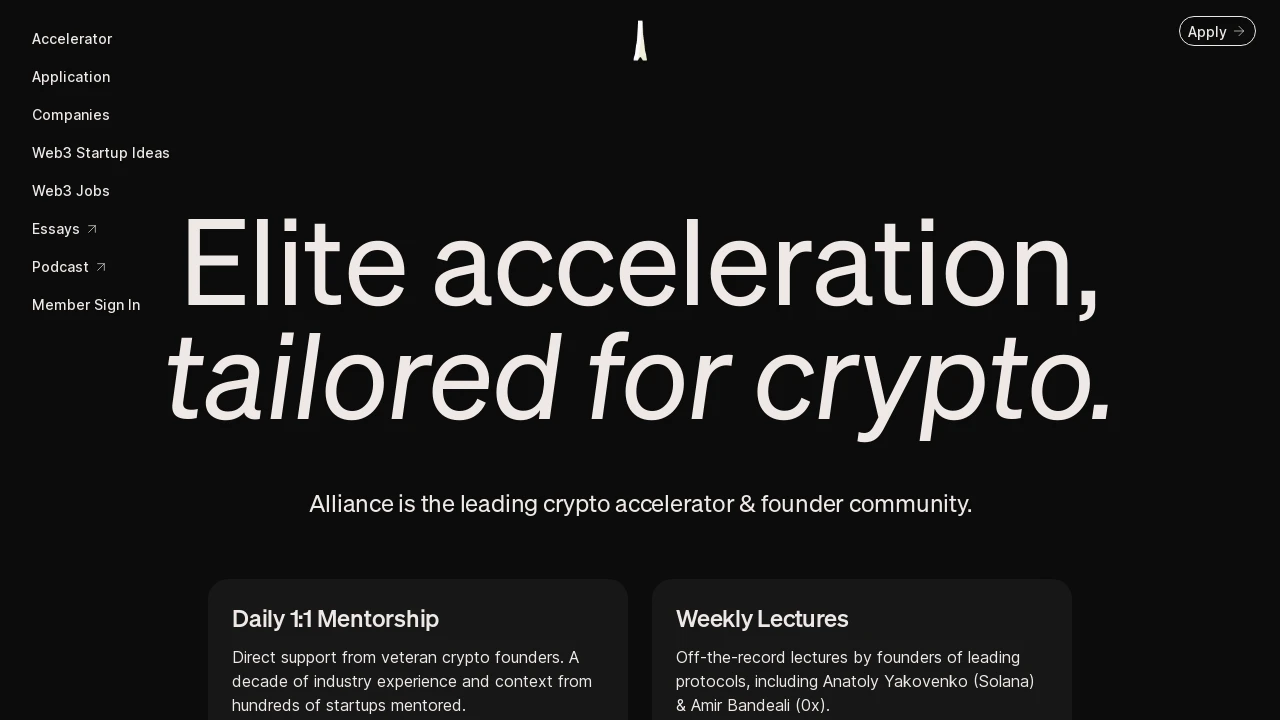 Accelerator
Application
Companies
Web3 Startup Ideas
Web3 Jobs
Essays
Podcast
Member Sign In
Apply
Elite acceleration,
tailored for crypto.
Alliance is the leading crypto accelerator & founder community.
Daily 1:1 Mentorship
Direct support from veteran crypto founders. A
decade of industry experience and context from
hundreds of startups mentored.
Weekly Lectures
Off-the-record lectures by founders of leading
protocols, including Anatoly Yakovenko (Solana)
& Amir Bandeali (0x).